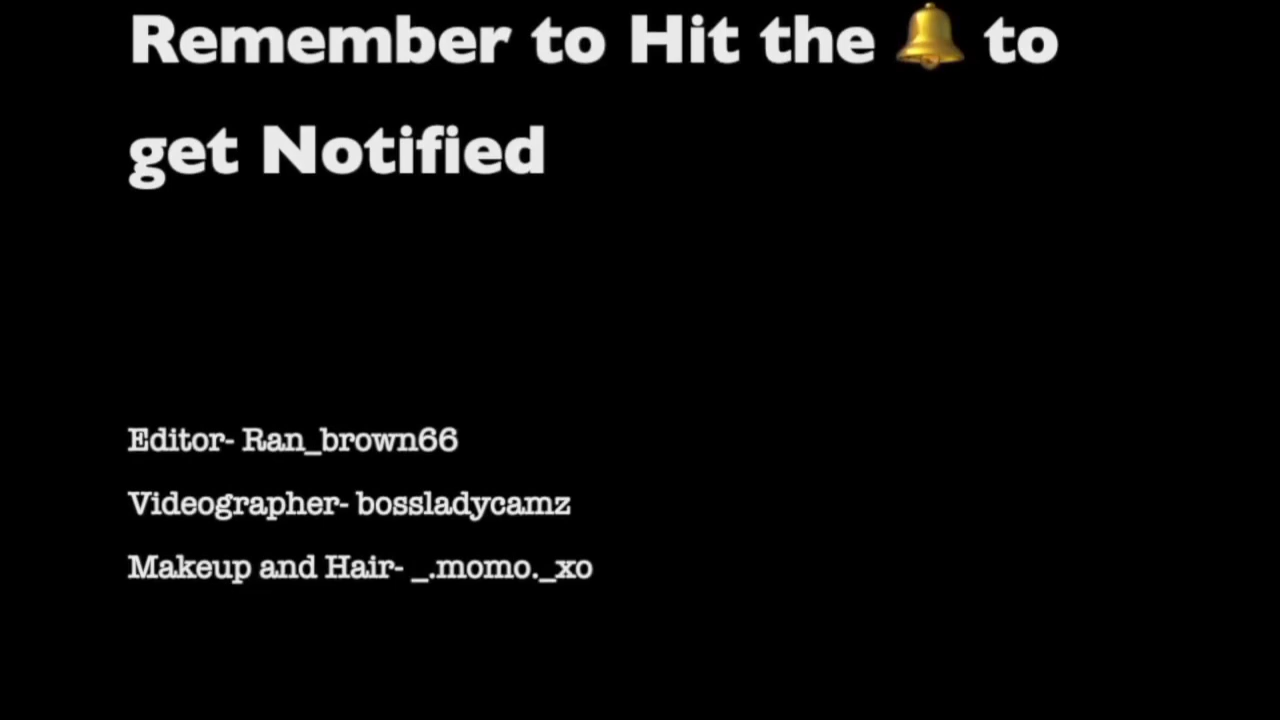 Remember to Hit the 🔔 to
get Notified
Editor- Ran_brown66
Videographer- bossladycamz
Makeup and Hair- _.momo._xo